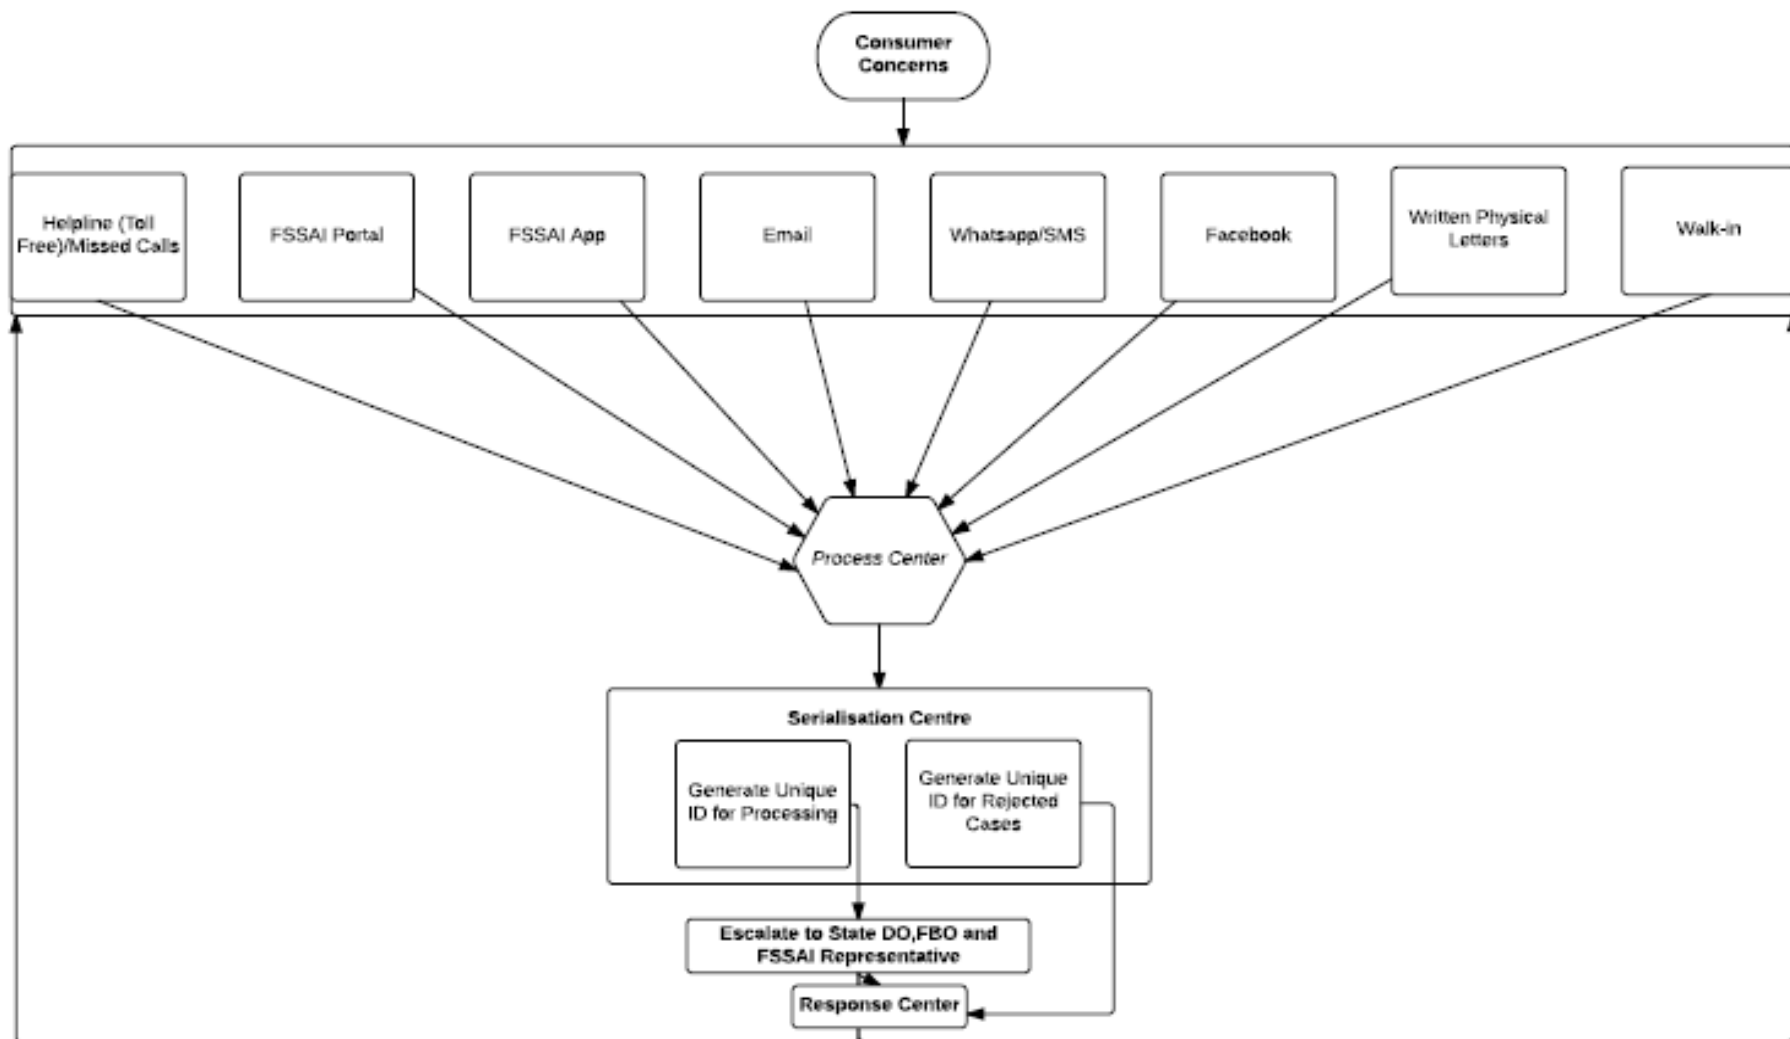 Consumer
Concerns
Helpline (Toll
Free)/Missed Calls
FSSAI Portal
FSSAI App
Email
Whatsapp/SMS
Facebook
Written Physical
Letters
Walk-in
Process Center
Serialisation Centre
Generate Unique
ID for Processing
Generate Unique
ID for Rejected
Cases
Escalate to State DO,FBO and
FSSAI Representative
Response Center